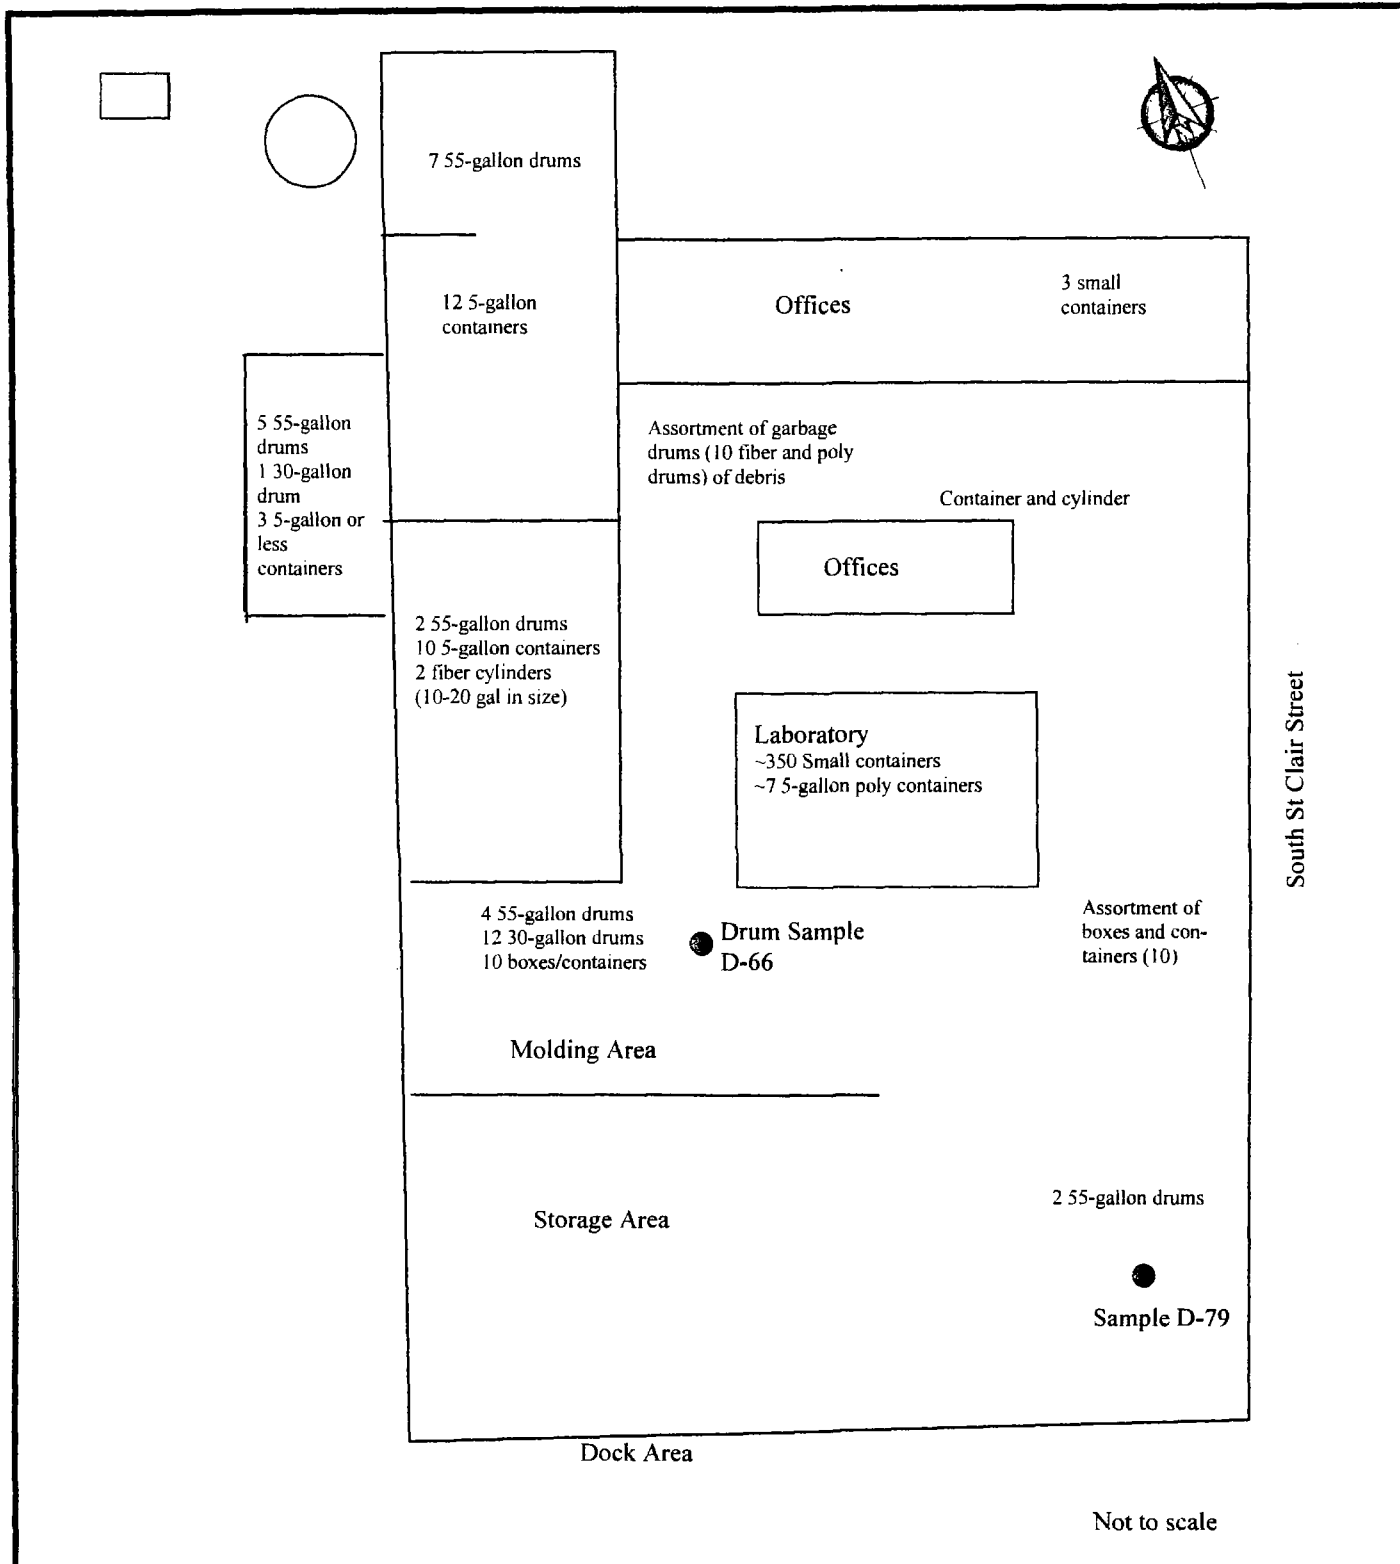 7 55-gallon drums
12 5-gallon
containers
Offices
3 small
containers
5 55-gallon
drums
1 30-gallon
drum
3 5-gallon or
less
containers
Assortment of garbage
drums (10 fiber and poly
drums) of debris
Container and cylinder
Offices
2 55-gallon drums
10 5-gallon containers
2 fiber cylinders
(10-20 gal in size)
Laboratory
~350 Small containers
~7 5-gallon poly containers
South St Clair Street
4 55-gallon drums
12 30-gallon drums
10 boxes/containers
Drum Sample
D-66
Assortment of
boxes and con-
tainers (10)
Molding Area
2 55-gallon drums
Storage Area
Sample D-79
Dock Area
Not to scale